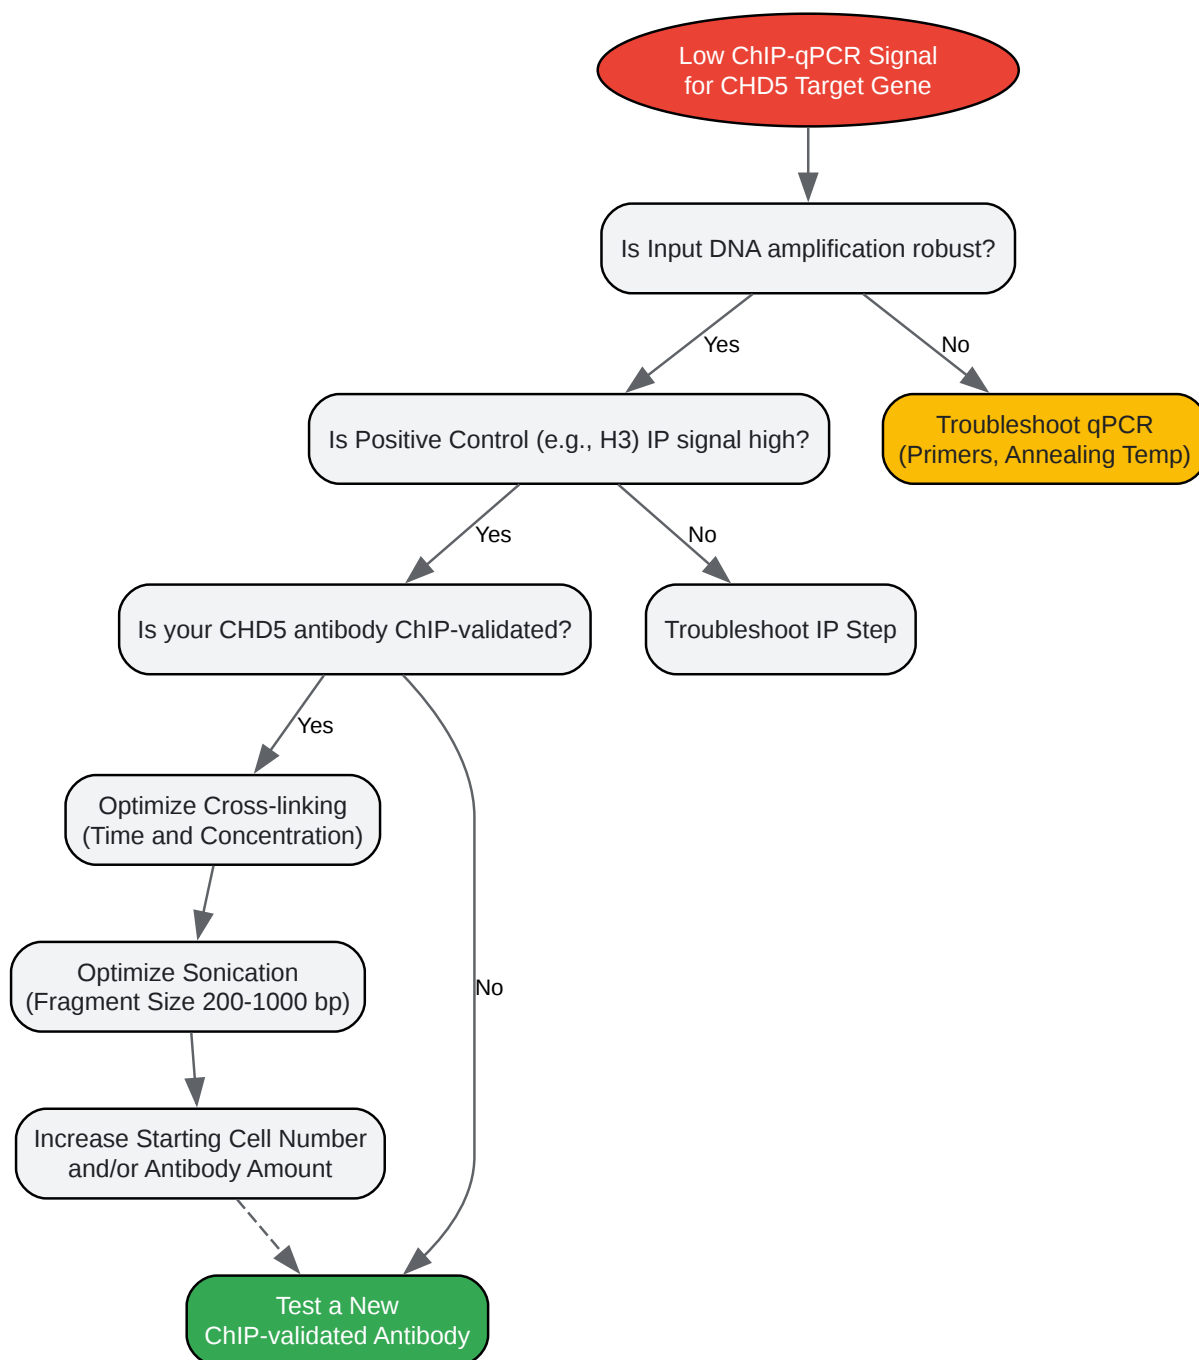 Low ChIP-qPCR Signal
for CHD5 Target Gene
Is Input DNA amplification robust?
Yes
No
Is Positive Control (e.g., H3) IP signal high?
Troubleshoot qPCR
(Primers, Annealing Temp)
Yes
No
Is your CHD5 antibody ChIP-validated?
Troubleshoot IP Step
Yes
Optimize Cross-linking
(Time and Concentration)
Optimize Sonication
(Fragment Size 200-1000 bp)
No
Increase Starting Cell Number
and/or Antibody Amount
Test a New
ChIP-validated Antibody